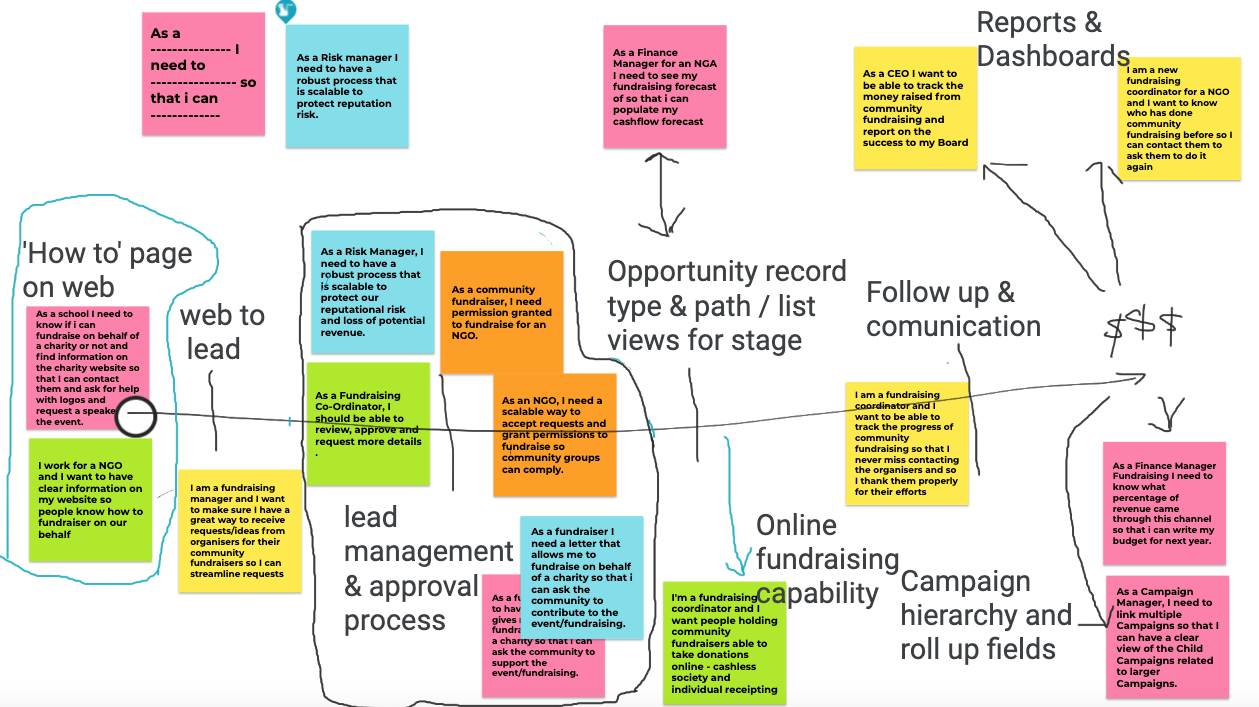 As a
--------------- I
need to
---------------- so
that i can
-------------
As a Risk manager I
need to have a
robust process that
is scalable to
protect reputation
risk.
As a Finance
Manager for an NGA
I need to see my
fundraising forecast
of so that i can
populate my
cashflow forecast
Reports &
Dashboards
As a CEO I want to
be able to track the
money raised from
community
fundraising and
report on the
success to my Board
I am a new
fundraising
coordinator for a NGO
and I want to know
who has done
community
fundraising before so I
can contact them to
ask them to do it
again
'How to' page
on web
As a school I need to
know if i can
fundraise on behalf of
a charity or not and
find information on
the charity website so
that I can contact
them and ask for help
with logos and
request a speake
the event.
I work for a NGO
and I want to have
clear information on
my website so
people know how to
fundraiser on our
behalf
web to
lead
I am a fundraising
manager and I want
to make sure I have a
great way to receive
requests/ideas from
organisers for their
community
fundraisers so I can
streamline requests
As a Risk Manager, I
need to have a
robust process that
is scalable to
protect our
reputational risk
and loss of potential
revenue.
As a community
fundraiser, I need
permission granted
to fundraise for an
NGO.
As a Fundraising
Co-Ordinator, I
should be able to
review, approve and
request more details
.
As an NGO, I need a
scalable way to
accept requests and
grant permissions to
fundraise so
community groups
can comply.
lead
management
& approval
process
As a fundraiser I
need a letter that
allows me to
fundraise on behalf
of a charity so that i
can ask the
community to
contribute to the
event/fundraising.
As a fu
to hav
gives
fundra
a charity so that i can
ask the community to
support the
event/fundraising.
Opportunity record
type & path / list
views for stage
Online
fundraising
capability
I'm a fundraising
coordinator and I
want people holding
community
fundraisers able to
take donations
online - cashless
society and
individual receipting
Follow up &
comunication
I am a fundraising
coordinator and I
want to be able to
track the progress of
community
fundraising so that I
never miss contacting
the organisers and so
I thank them properly
for their efforts
$$$
As a Finance Manager
Fundraising I need to
know what
percentage of
revenue came
through this channel
so that i can write my
budget for next year.
Campaign
hierarchy and
roll up fields
As a Campaign
Manager, I need to
link multiple
Campaigns so that I
can have a clear
view of the Child
Campaigns related
to larger
Campaigns.